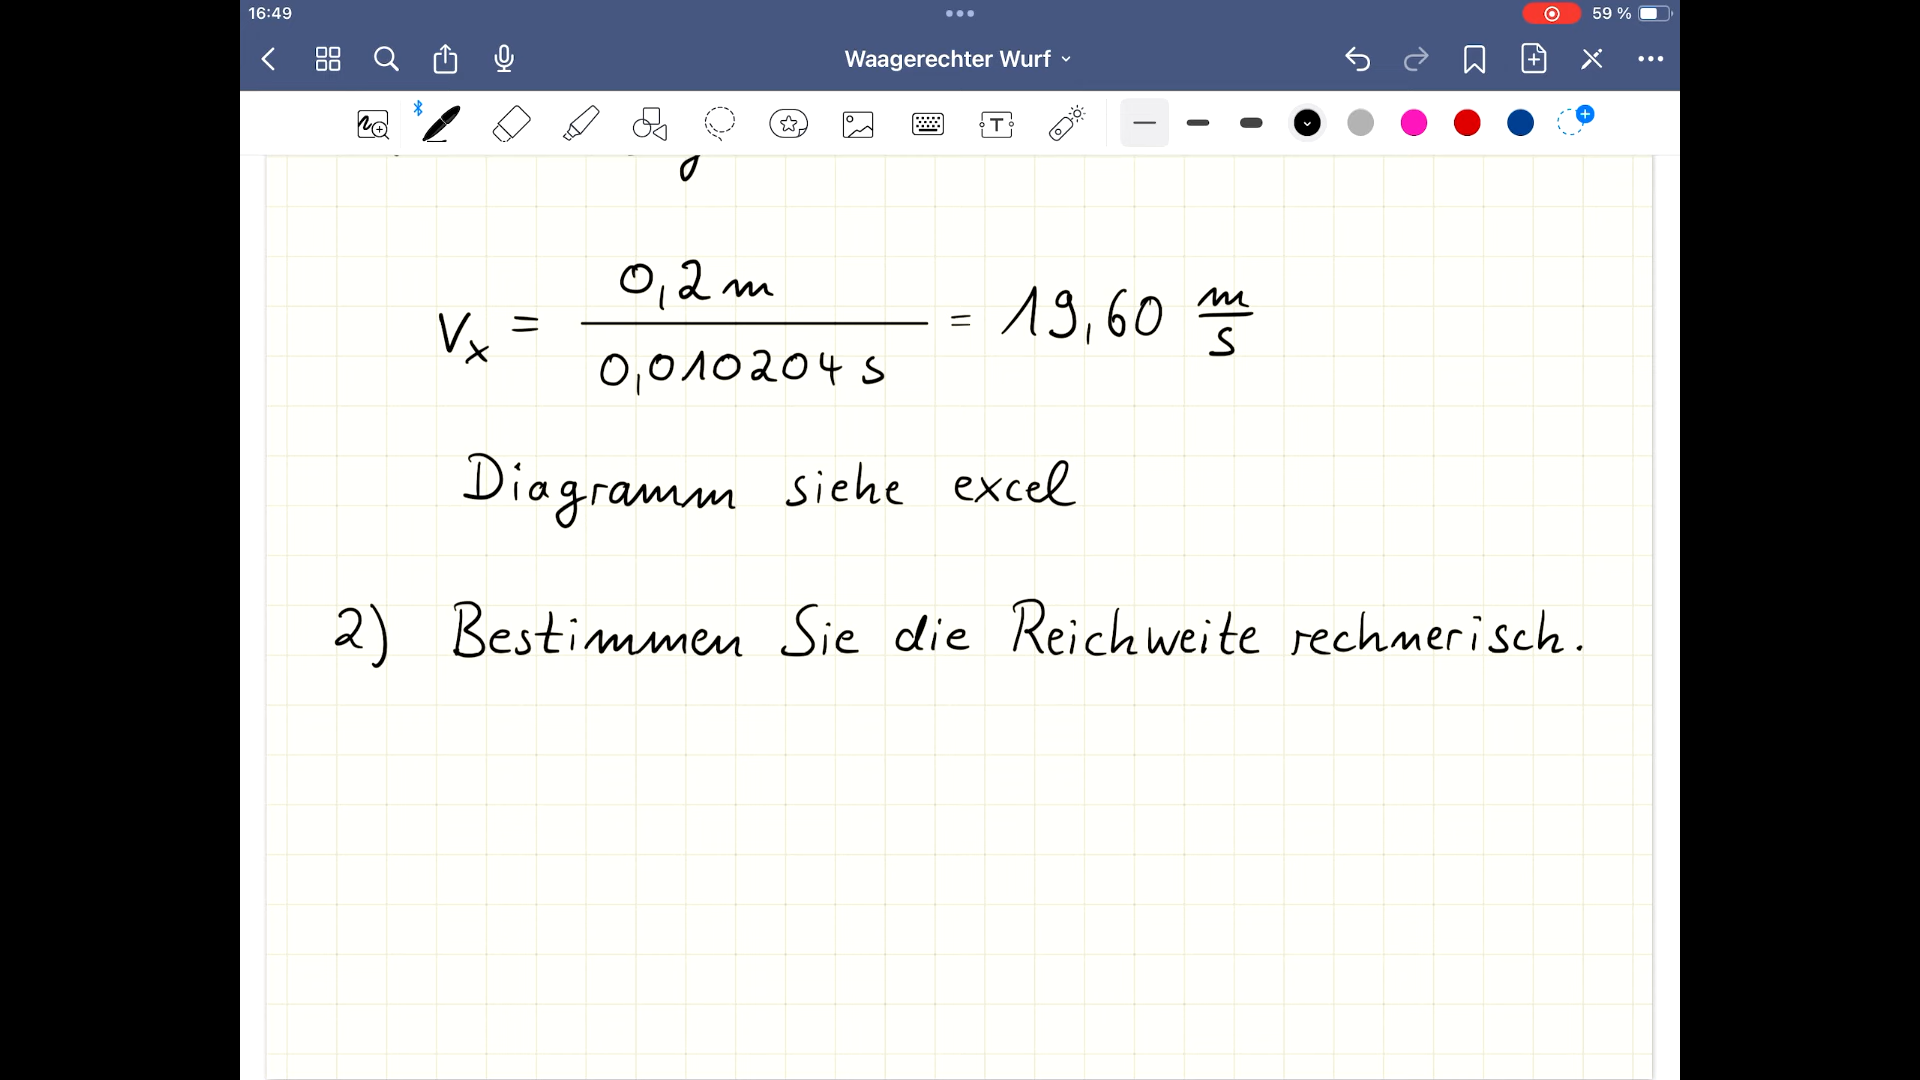 16:49
59 %
Waagerechter Wurf
T
0,2 m
Vx = = 19,60 m/s
0,010204 s
Diagramm siehe excel
2) Bestimmen Sie die Reichweite rechnerisch.